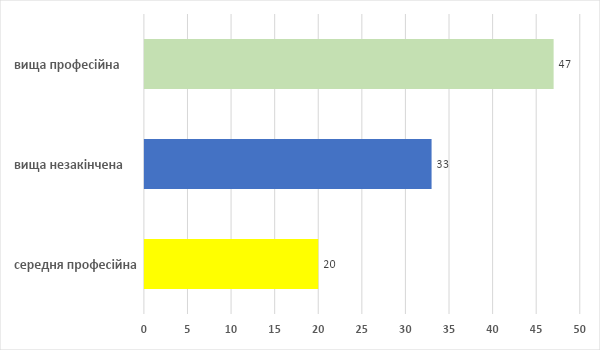 вища професійна
47
вища незакінчена
33
середня професійна
20
0 5 10 15 20 25 30 35 40 45 50